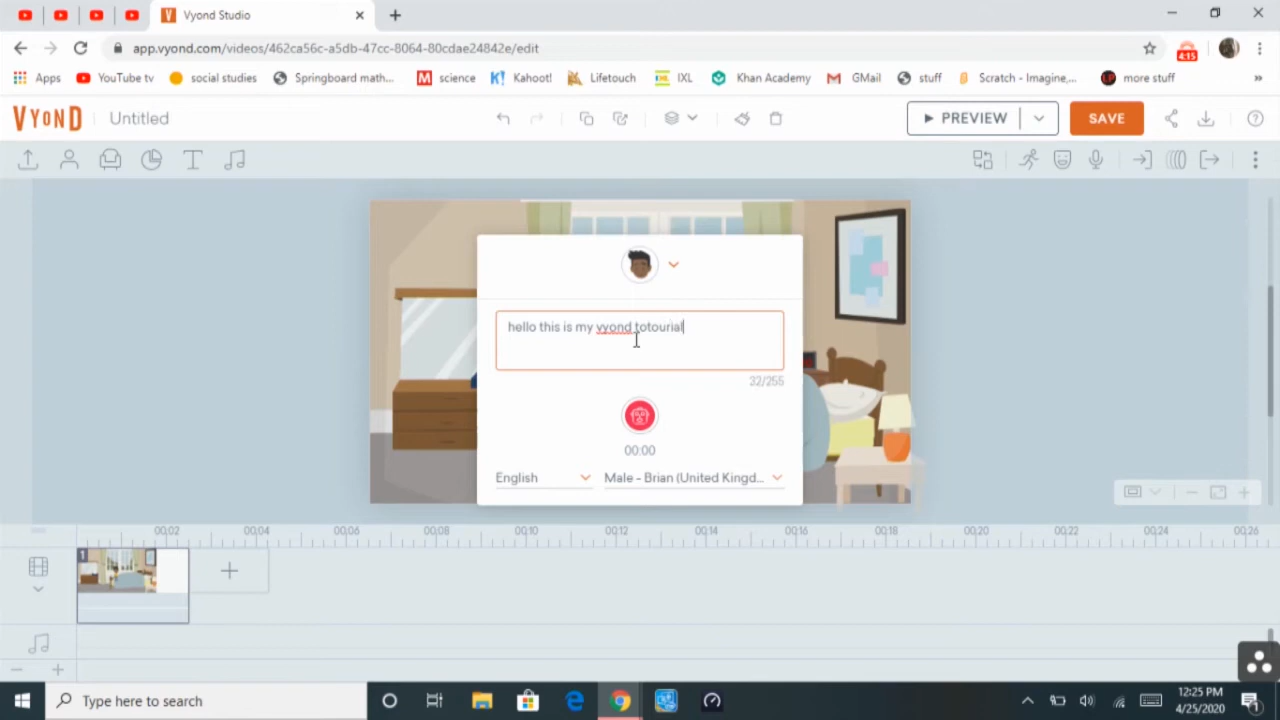 Vyond Studio
app.vyond.com/videos/462ca56c-a5db-47cc-8064-80cdae24842e/edit
4:15
Apps YouTube tv social studies Springboard math... M science K! Kahoot! Lifetouch IXL Khan Academy GMail stuff Scratch - Imagine,... more stuff »
VYOND Untitled PREVIEW SAVE
hello this is my vyond totourial
32/255
00:00
English Male - Brian (United Kingd...
00:02 00:04 00:06 00:08 00:10 00:12 00:14 00:16 00:18 00:20 00:22 00:24 00:26
1
Type here to search
12:25 PM
4/25/2020
1